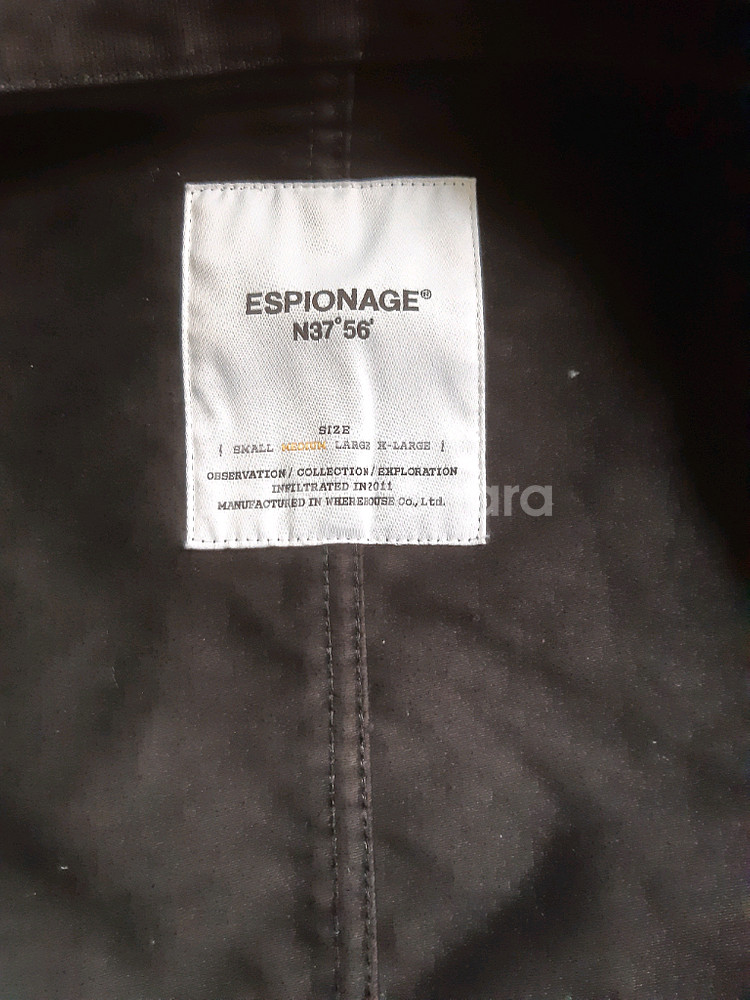 ESPIONAGE®
N37°56'
SIZE
{ SMALL MEDIUM LARGE X-LARGE }
OBSERVATION / COLLECTION / EXPLORATION
INFILTRATED IN 2011
MANUFACTURED IN WHEREHOUSE Co., Ltd.
ara